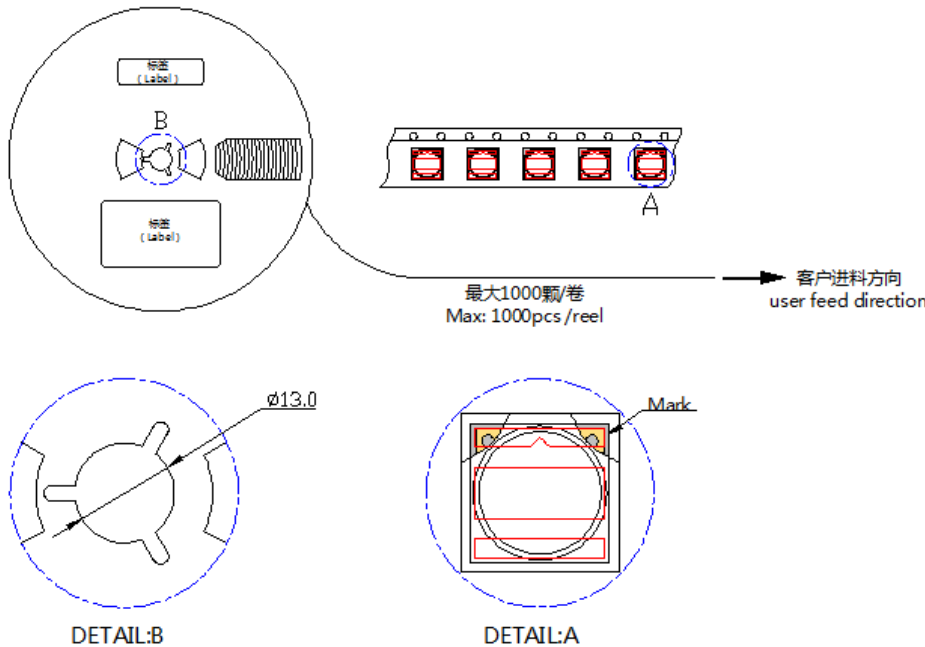 标签
( Label )
B
标签
( Label )
A
最大1000颗/卷
Max: 1000pcs/reel
客户进料方向
user feed direction
ø13.0
Mark
DETAIL:B
DETAIL:A